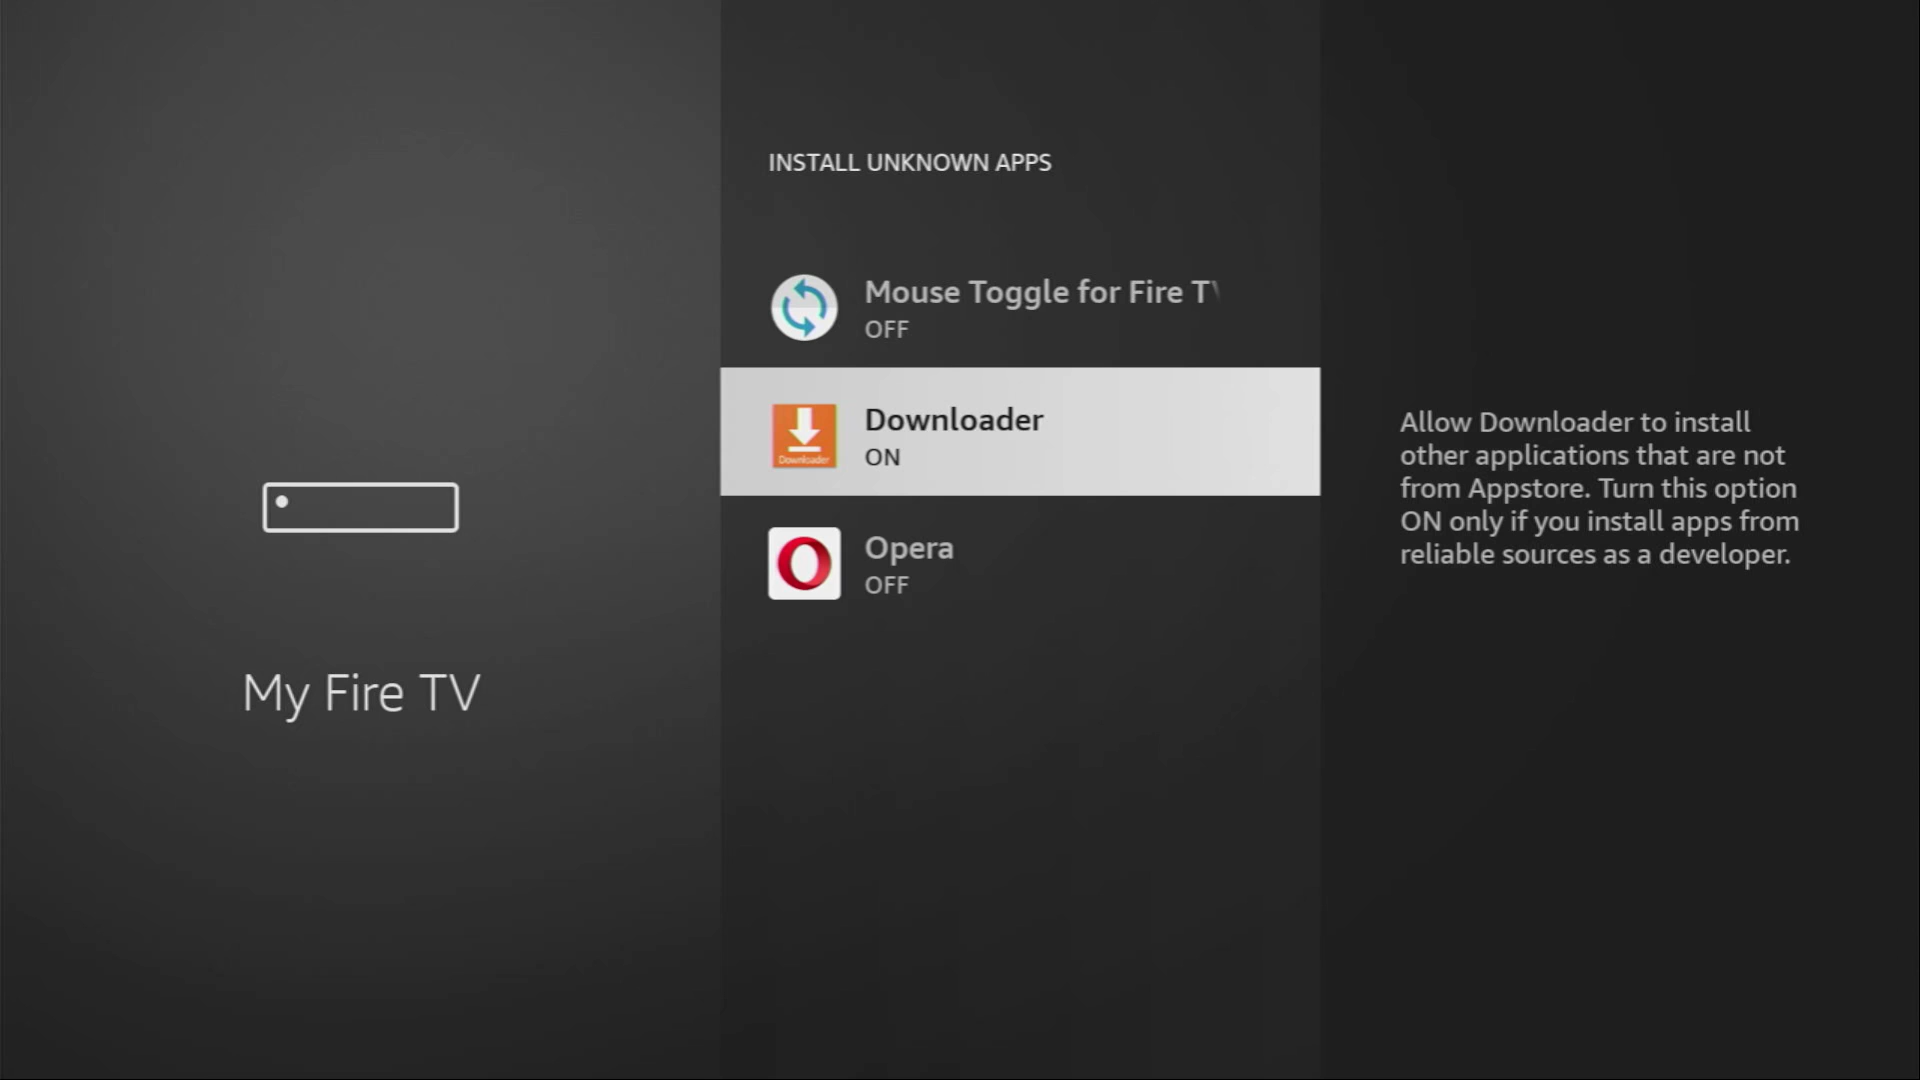 INSTALL UNKNOWN APPS
Mouse Toggle for Fire TV
OFF
Downloader
Downloader
ON
Opera
OFF
My Fire TV
Allow Downloader to install
other applications that are not
from Appstore. Turn this option
ON only if you install apps from
reliable sources as a developer.